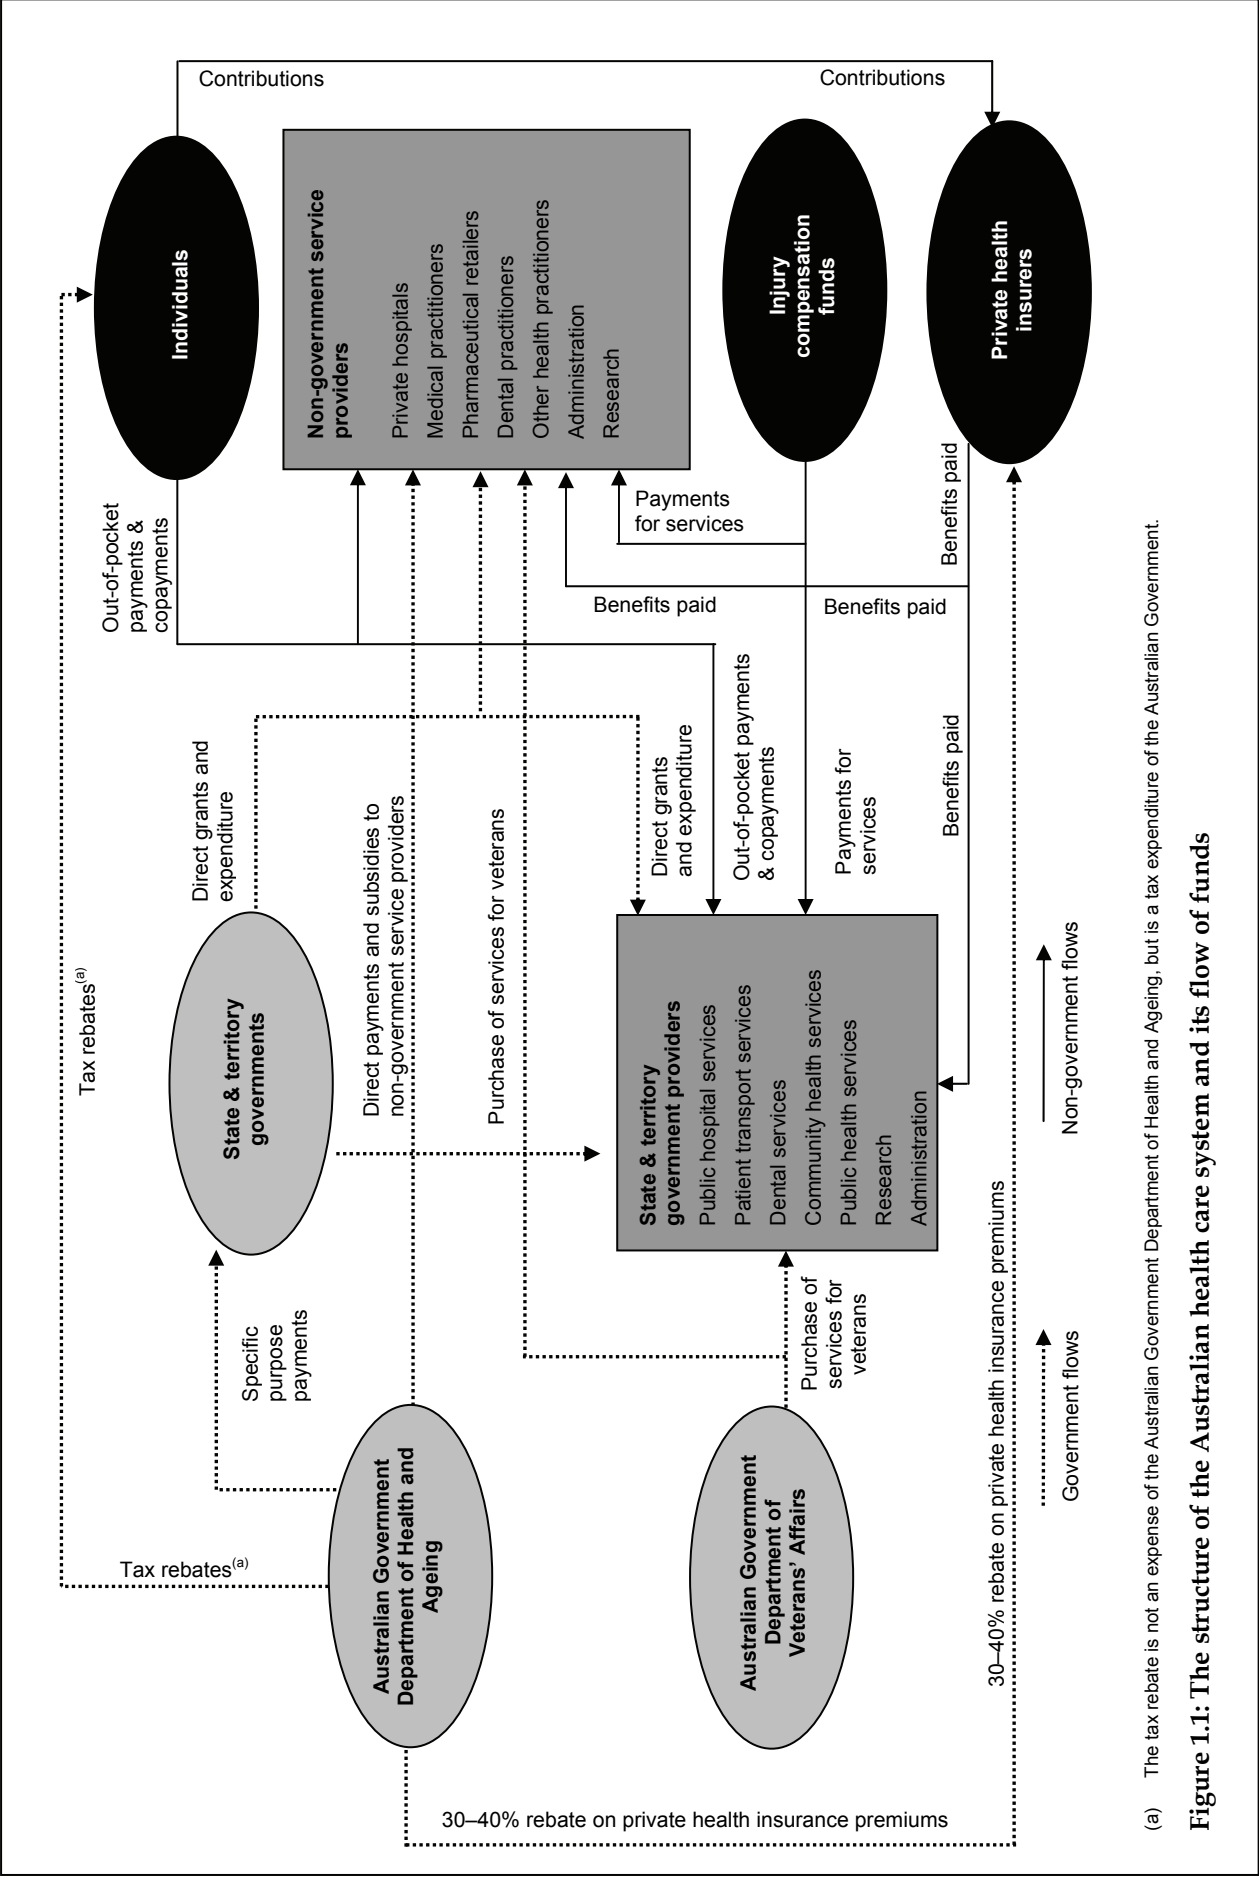 Tax rebates(a)
Tax rebates(a)
Specific
purpose
payments
State & territory
governments
Direct grants and
expenditure
Out-of-pocket
payments &
copayments
Individuals
Contributions
Contributions
Australian Government
Department of Health and
Ageing
Direct payments and subsidies to
non-government service providers
Purchase of services for veterans
Non-government service
providers
Private hospitals
Medical practitioners
Pharmaceutical retailers
Dental practitioners
Other health practitioners
Administration
Research
Payments
for services
Benefits paid
Benefits paid
Benefits paid
Benefits paid
Direct grants
and expenditure
Out-of-pocket payments
& copayments
Payments for
services
State & territory
government providers
Public hospital services
Patient transport services
Dental services
Community health services
Public health services
Research
Administration
Purchase of
services for
veterans
Australian Government
Department of
Veterans’ Affairs
Injury
compensation
funds
Private health
insurers
30–40% rebate on private health insurance premiums
30–40% rebate on private health insurance premiums
Government flows
Non-government flows
(a) The tax rebate is not an expense of the Australian Government Department of Health and Ageing, but is a tax expenditure of the Australian Government.
Figure 1.1: The structure of the Australian health care system and its flow of funds